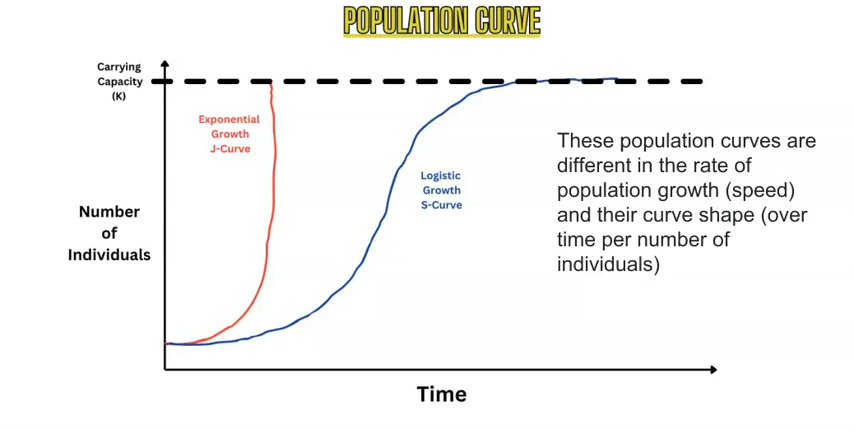 POPULATION CURVE
Carrying
Capacity
(K)
Exponential
Growth
J-Curve
Logistic
Growth
S-Curve
These population curves are
different in the rate of
population growth (speed)
and their curve shape (over
time per number of
individuals)
Number
of
Individuals
Time